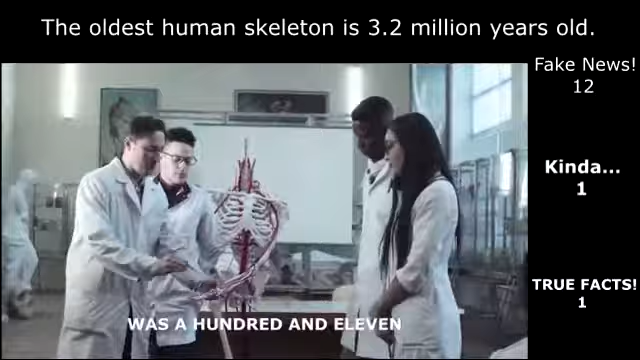 The oldest human skeleton is 3.2 million years old.
Fake News!
12
Kinda...
1
TRUE FACTS!
1
WAS A HUNDRED AND ELEVEN